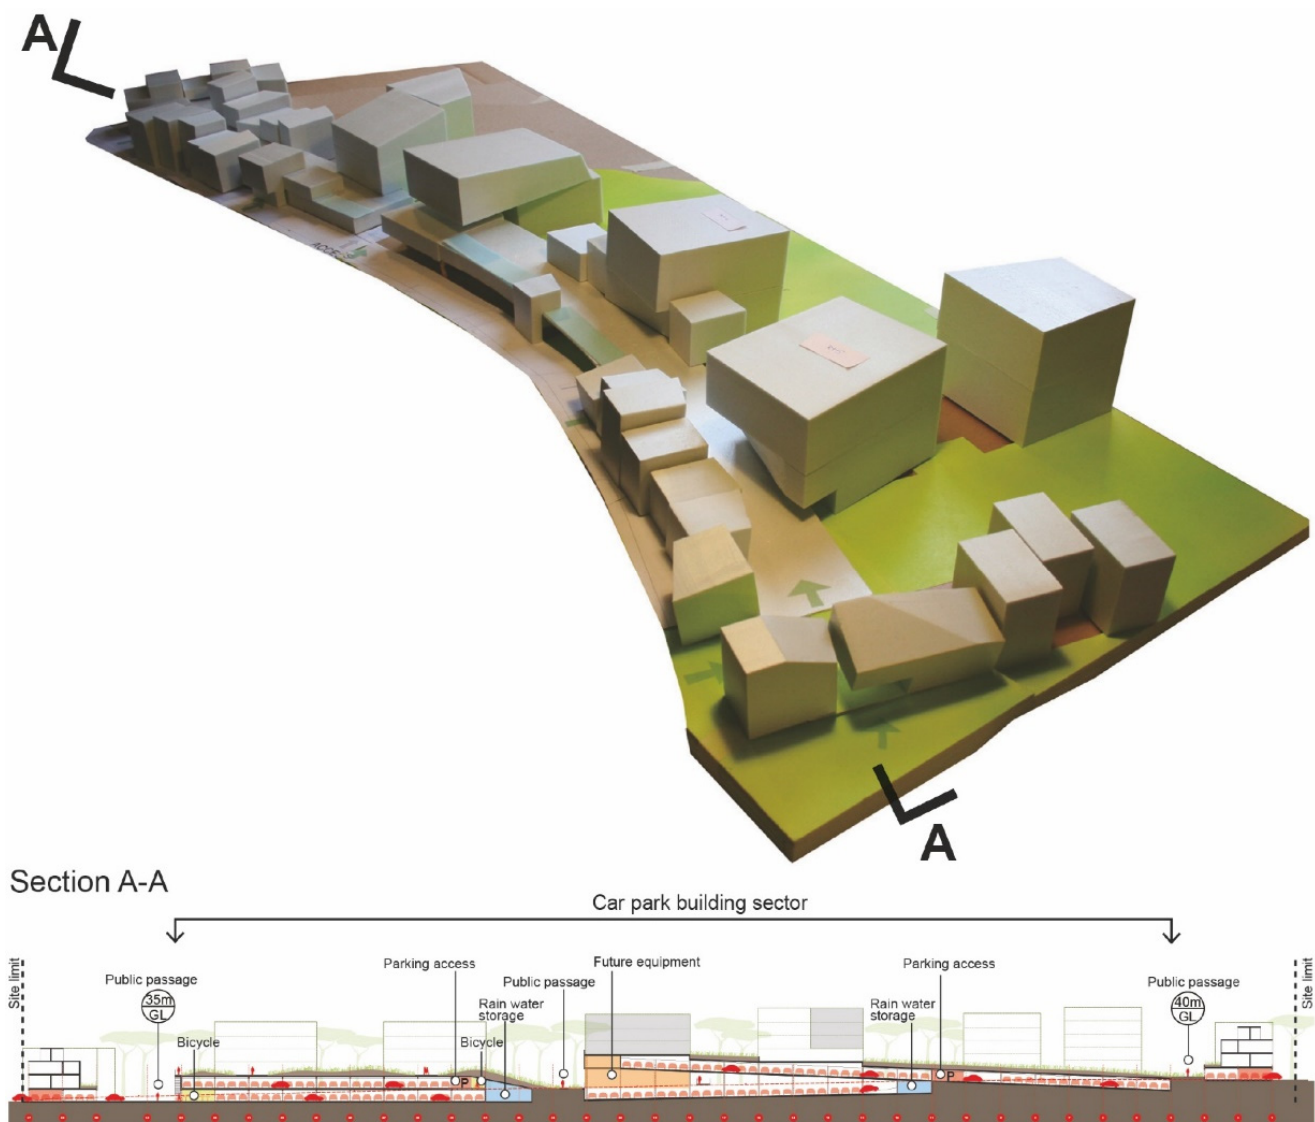 A
ACCE
A
Section A-A
Car park building sector
Site limit
Public passage
35m
GL
Bicycle
Parking access
Rain water
storage
Bicycle
Public passage
Future equipment
Parking access
Rain water
storage
Public passage
40m
GL
Site limit
P
P